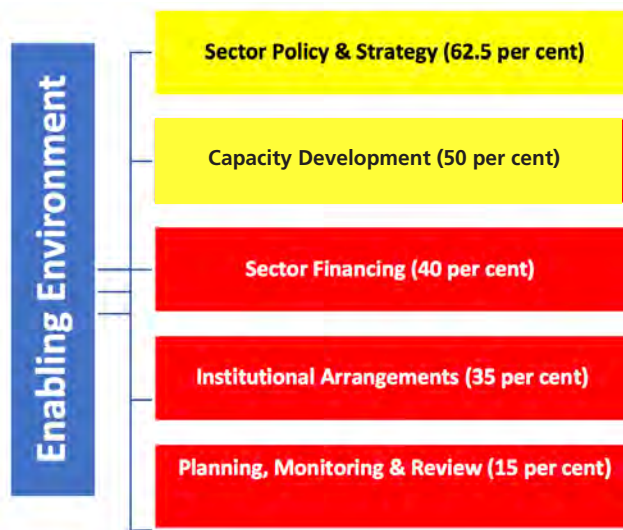 Enabling Environment
Sector Policy & Strategy (62.5 per cent)
Capacity Development (50 per cent)
Sector Financing (40 per cent)
Institutional Arrangements (35 per cent)
Planning, Monitoring & Review (15 per cent)